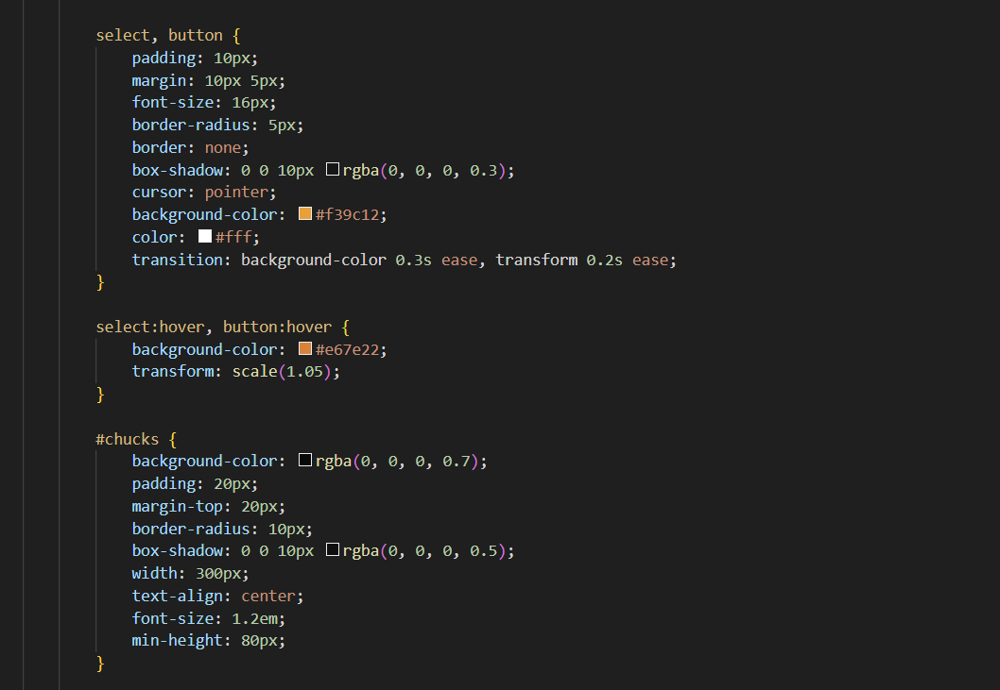 select, button {
    padding: 10px;
    margin: 10px 5px;
    font-size: 16px;
    border-radius: 5px;
    border: none;
    box-shadow: 0 0 10px rgba(0, 0, 0, 0.3);
    cursor: pointer;
    background-color: #f39c12;
    color: #fff;
    transition: background-color 0.3s ease, transform 0.2s ease;
}

select:hover, button:hover {
    background-color: #e67e22;
    transform: scale(1.05);
}

#chucks {
    background-color: rgba(0, 0, 0, 0.7);
    padding: 20px;
    margin-top: 20px;
    border-radius: 10px;
    box-shadow: 0 0 10px rgba(0, 0, 0, 0.5);
    width: 300px;
    text-align: center;
    font-size: 1.2em;
    min-height: 80px;
}